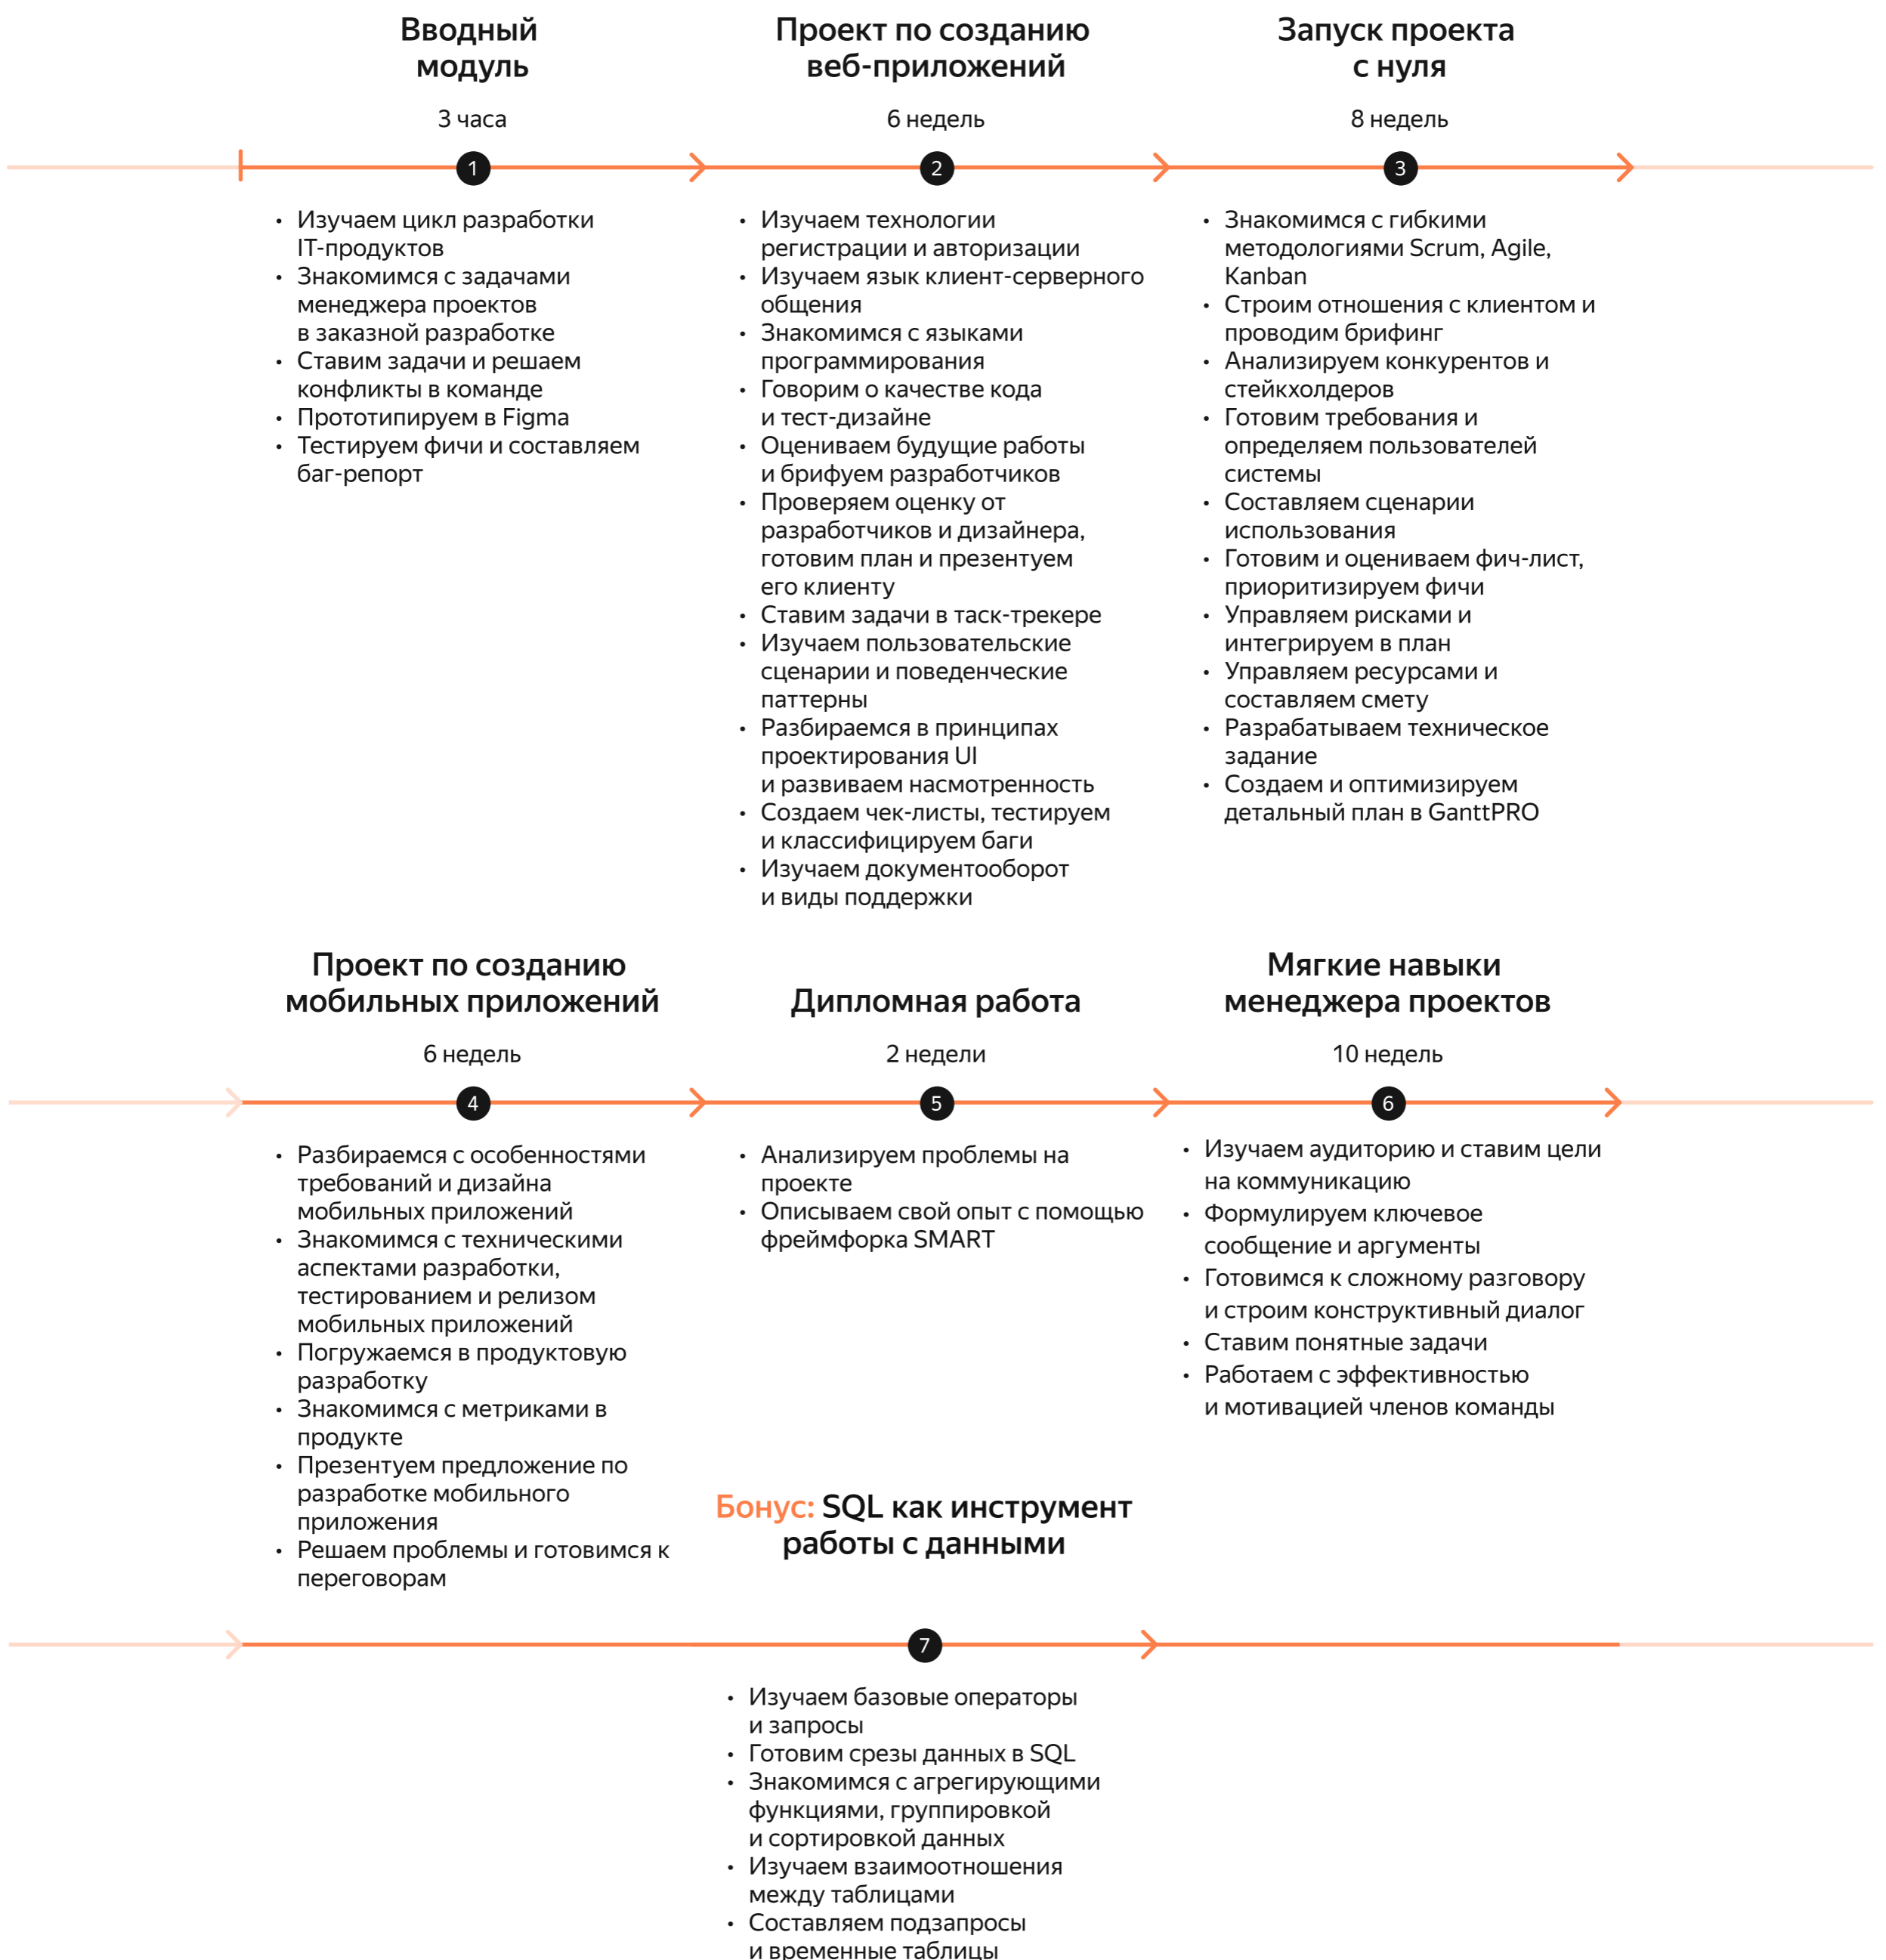 Вводный
модуль
3 часа
1
• Изучаем цикл разработки
IT-продуктов
• Знакомимся с задачами
менеджера проектов
в заказной разработке
• Ставим задачи и решаем
конфликты в команде
• Прототипируем в Figma
• Тестируем фичи и составляем
баг-репорт
Проект по созданию
веб-приложений
6 недель
2
• Изучаем технологии
регистрации и авторизации
• Изучаем язык клиент-серверного
общения
• Знакомимся с языками
программирования
• Говорим о качестве кода
и тест-дизайне
• Оцениваем будущие работы
и брифуем разработчиков
• Проверяем оценку от
разработчиков и дизайнера,
готовим план и презентуем
его клиенту
• Ставим задачи в таск-трекере
• Изучаем пользовательские
сценарии и поведенческие
паттерны
• Разбираемся в принципах
проектирования UI
и развиваем насмотренность
• Создаем чек-листы, тестируем
и классифицируем баги
• Изучаем документооборот
и виды поддержки
Запуск проекта
с нуля
8 недель
3
• Знакомимся с гибкими
методологиями Scrum, Agile,
Kanban
• Строим отношения с клиентом и
проводим брифинг
• Анализируем конкурентов и
стейкхолдеров
• Готовим требования и
определяем пользователей
системы
• Составляем сценарии
использования
• Готовим и оцениваем фич-лист,
приоритизируем фичи
• Управляем рисками и
интегрируем в план
• Управляем ресурсами и
составляем смету
• Разрабатываем техническое
задание
• Создаем и оптимизируем
детальный план в GanttPRO
Проект по созданию
мобильных приложений
6 недель
4
• Разбираемся с особенностями
требований и дизайна
мобильных приложений
• Знакомимся с техническими
аспектами разработки,
тестированием и релизом
мобильных приложений
• Погружаемся в продуктовую
разработку
• Знакомимся с метриками в
продукте
• Презентуем предложение по
разработке мобильного
приложения
• Решаем проблемы и готовимся к
переговорам
Дипломная работа
2 недели
5
• Анализируем проблемы на
проекте
• Описываем свой опыт с помощью
фреймфорка SMART
Мягкие навыки
менеджера проектов
10 недель
6
• Изучаем аудиторию и ставим цели
на коммуникацию
• Формулируем ключевое
сообщение и аргументы
• Готовимся к сложному разговору
и строим конструктивный диалог
• Ставим понятные задачи
• Работаем с эффективностью
и мотивацией членов команды
Бонус: SQL как инструмент
работы с данными
7
• Изучаем базовые операторы
и запросы
• Готовим срезы данных в SQL
• Знакомимся с агрегирующими
функциями, группировкой
и сортировкой данных
• Изучаем взаимоотношения
между таблицами
• Составляем подзапросы
и временные таблицы